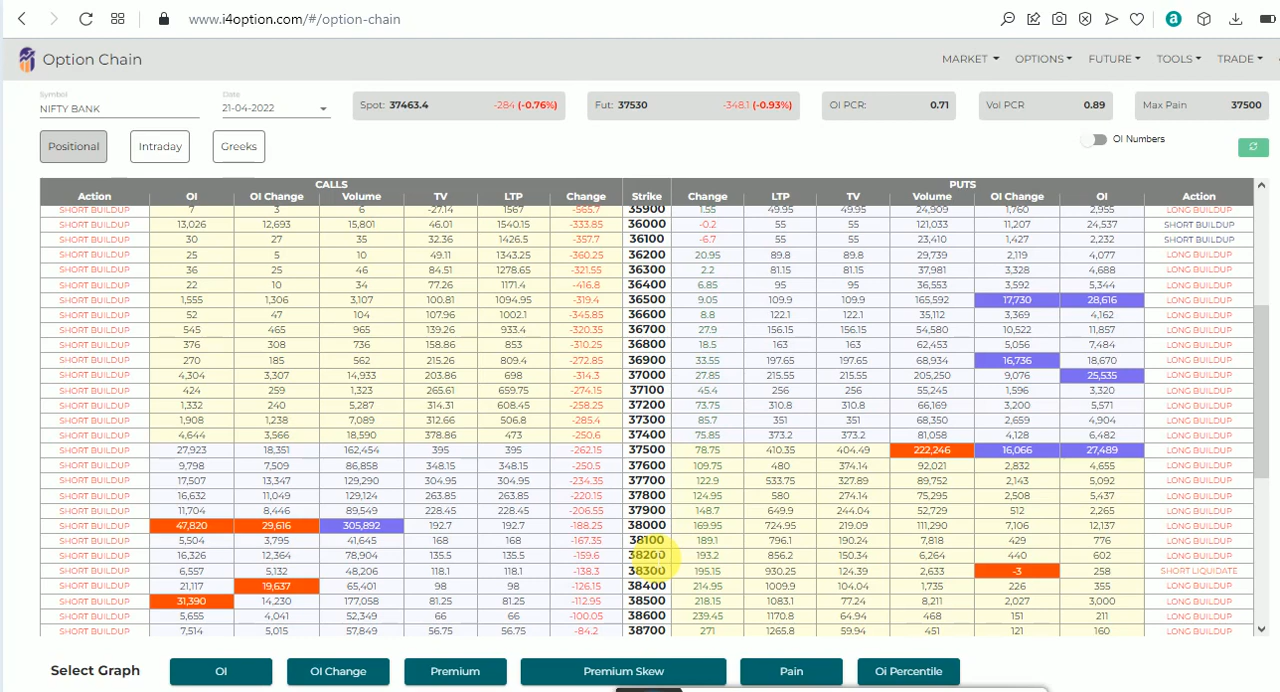 www.i4option.com/#/option-chain
a
Option Chain MARKET OPTIONS FUTURE TOOLS TRADE
Symbol Date
NIFTY BANK 21-04-2022 Spot: 37463.4 -284 (-0.76%) Fut: 37530 -348.1 (-0.93%) OI PCR: 0.71 Vol PCR 0.89 Max Pain 37500
Positional Intraday Greeks OI Numbers
CALLS PUTS
Action OI OI Change Volume TV LTP Change Strike Change LTP TV Volume OI Change OI Action
SHORT BUILDUP 7 3 6 -27.14 1567 -565.7 35900 1.55 49.95 49.95 24,909 1,760 2,955 LONG BUILDUP
SHORT BUILDUP 13,026 12,693 15,801 46.01 1540.15 -333.85 36000 -0.2 55 55 121,033 11,207 24,537 SHORT BUILDUP
SHORT BUILDUP 30 27 35 32.36 1426.5 -357.7 36100 -6.7 55 55 23,410 1,427 2,232 SHORT BUILDUP
SHORT BUILDUP 25 5 10 49.11 1343.25 -360.25 36200 20.95 89.8 89.8 29,739 2,119 4,077 LONG BUILDUP
SHORT BUILDUP 36 25 46 84.51 1278.65 -321.55 36300 2.2 81.15 81.15 37,981 3,328 4,688 LONG BUILDUP
SHORT BUILDUP 22 10 34 77.26 1171.4 -416.8 36400 6.85 95 95 36,553 3,592 5,344 LONG BUILDUP
SHORT BUILDUP 1,555 1,306 3,107 100.81 1094.95 -319.4 36500 9.05 109.9 109.9 165,592 17,730 28,616 LONG BUILDUP
SHORT BUILDUP 52 47 104 107.96 1002.1 -345.85 36600 8.8 122.1 122.1 35,112 3,369 4,162 LONG BUILDUP
SHORT BUILDUP 545 465 965 139.26 933.4 -320.35 36700 27.9 156.15 156.15 54,580 10,522 11,857 LONG BUILDUP
SHORT BUILDUP 376 308 736 158.86 853 -310.25 36800 18.5 163 163 62,453 5,056 7,484 LONG BUILDUP
SHORT BUILDUP 270 185 562 215.26 809.4 -272.85 36900 33.55 197.65 197.65 68,934 16,736 18,670 LONG BUILDUP
SHORT BUILDUP 4,304 3,307 14,933 203.86 698 -314.3 37000 27.85 215.55 215.55 205,250 9,076 25,535 LONG BUILDUP
SHORT BUILDUP 424 259 1,323 265.61 659.75 -274.15 37100 45.4 256 256 55,245 1,596 3,320 LONG BUILDUP
SHORT BUILDUP 1,332 240 5,287 314.31 608.45 -258.25 37200 73.75 310.8 310.8 66,169 3,200 5,571 LONG BUILDUP
SHORT BUILDUP 1,908 1,238 7,089 312.66 506.8 -285.4 37300 85.7 351 351 68,350 2,659 4,904 LONG BUILDUP
SHORT BUILDUP 4,644 3,566 18,590 378.86 473 -250.6 37400 75.85 373.2 373.2 81,058 4,128 6,482 LONG BUILDUP
SHORT BUILDUP 27,923 18,351 162,454 395 395 -262.15 37500 78.75 410.35 404.49 222,246 16,066 27,489 LONG BUILDUP
SHORT BUILDUP 9,798 7,509 86,858 348.15 348.15 -250.5 37600 109.75 480 374.14 92,021 2,832 4,655 LONG BUILDUP
SHORT BUILDUP 17,507 13,347 129,290 304.95 304.95 -234.35 37700 122.9 533.75 327.89 89,752 2,143 5,092 LONG BUILDUP
SHORT BUILDUP 16,632 11,049 129,124 263.85 263.85 -220.15 37800 124.95 580 274.14 75,295 2,508 5,437 LONG BUILDUP
SHORT BUILDUP 11,704 8,446 89,549 228.45 228.45 -206.55 37900 148.7 649.9 244.04 52,729 512 2,265 LONG BUILDUP
SHORT BUILDUP 47,820 29,616 305,892 192.7 192.7 -188.25 38000 169.95 724.95 219.09 111,290 7,106 12,137 LONG BUILDUP
SHORT BUILDUP 5,504 3,795 41,645 168 168 -167.35 38100 189.1 796.1 190.24 7,818 429 776 LONG BUILDUP
SHORT BUILDUP 16,326 12,364 78,904 135.5 135.5 -159.6 38200 193.2 856.2 150.34 6,264 440 602 LONG BUILDUP
SHORT BUILDUP 6,557 5,132 48,206 118.1 118.1 -138.3 38300 195.15 930.25 124.39 2,633 -3 258 SHORT LIQUIDATE
SHORT BUILDUP 21,117 19,637 65,401 98 98 -126.15 38400 214.95 1009.9 104.04 1,735 226 355 LONG BUILDUP
SHORT BUILDUP 31,390 14,230 177,058 81.25 81.25 -112.95 38500 218.15 1083.1 77.24 8,211 2,027 3,000 LONG BUILDUP
SHORT BUILDUP 5,655 4,041 52,349 66 66 -100.05 38600 239.45 1170.8 64.94 468 151 211 LONG BUILDUP
SHORT BUILDUP 7,514 5,015 57,849 56.75 56.75 -84.2 38700 271 1265.8 59.94 451 121 160 LONG BUILDUP
Select Graph OI OI Change Premium Premium Skew Pain Oi Percentile